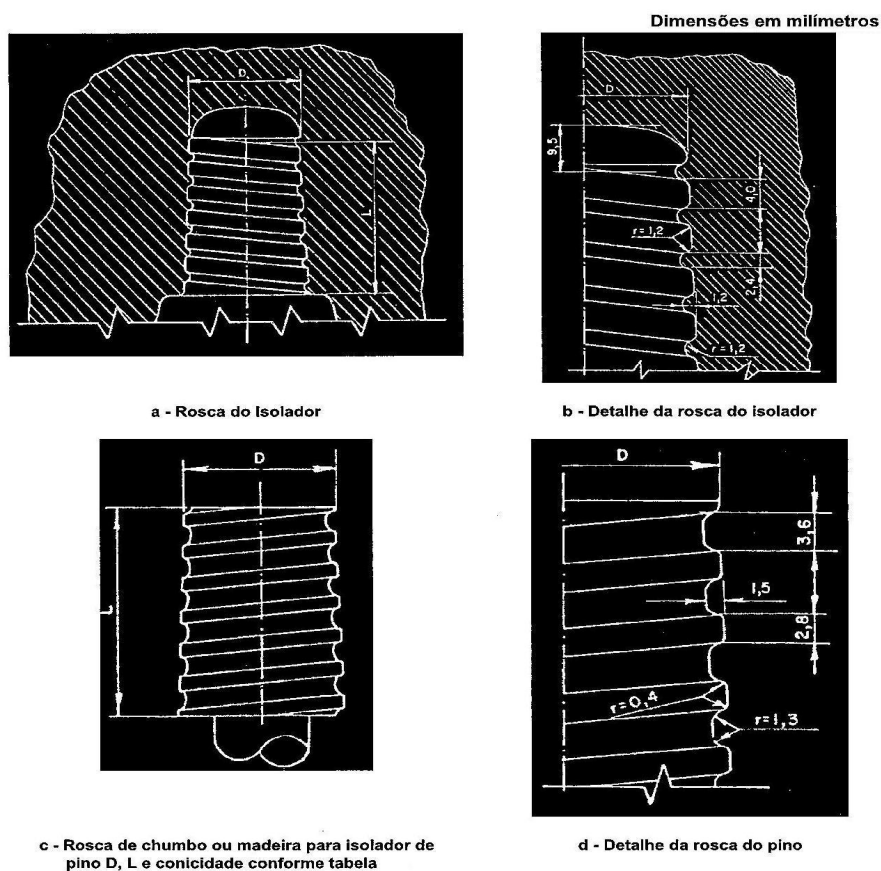 Dimensões em milímetros
D
L
a - Rosca do Isolador
D
9,5
4,0
r=1,2
2,4
1,2
r=1,2
b - Detalhe da rosca do isolador
D
L
c - Rosca de chumbo ou madeira para isolador de
pino D, L e conicidade conforme tabela
D
3,6
1,5
2,8
r=0,4
r=1,3
d - Detalhe da rosca do pino